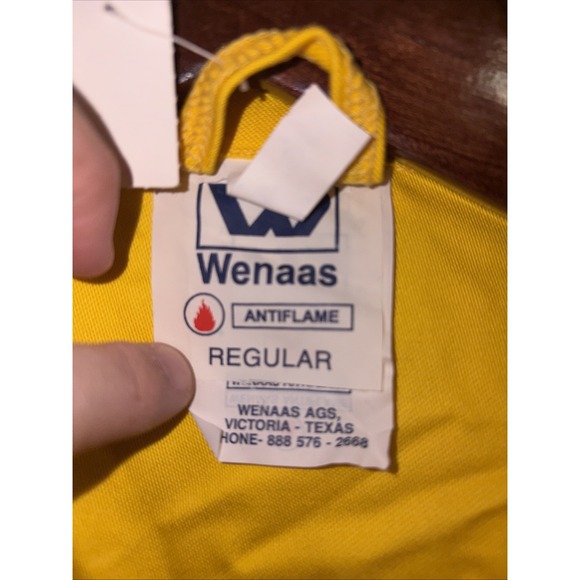 W
Wenaas
ANTIFLAME
REGULAR
WENAAS AGS,
VICTORIA - TEXAS
HONE- 888 576 - 2668